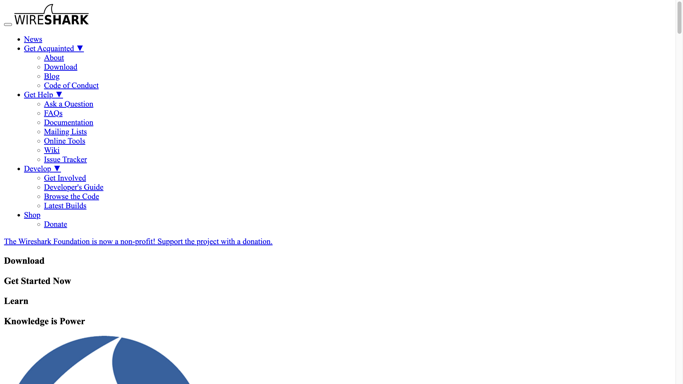 WIRESHARK
News
Get Acquainted ▼
About
Download
Blog
Code of Conduct
Get Help ▼
Ask a Question
FAQs
Documentation
Mailing Lists
Online Tools
Wiki
Issue Tracker
Develop ▼
Get Involved
Developer's Guide
Browse the Code
Latest Builds
Shop
Donate
The Wireshark Foundation is now a non-profit! Support the project with a donation.
Download
Get Started Now
Learn
Knowledge is Power